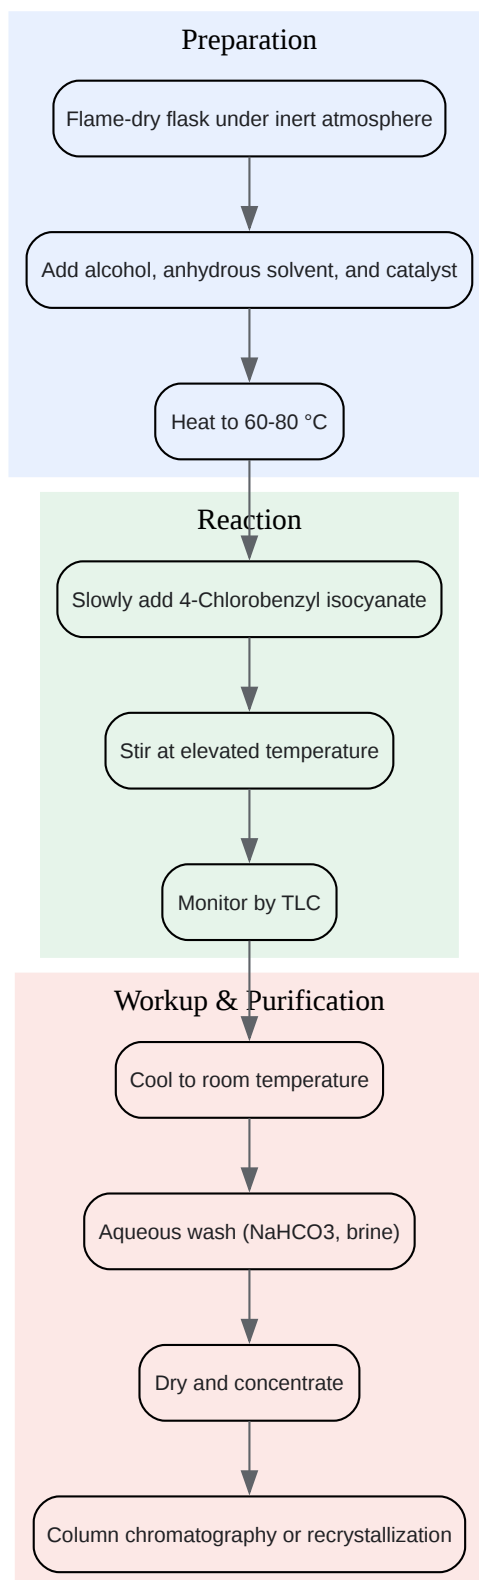 Preparation
Flame-dry flask under inert atmosphere
Add alcohol, anhydrous solvent, and catalyst
Heat to 60-80 °C
Reaction
Slowly add 4-Chlorobenzyl isocyanate
Stir at elevated temperature
Monitor by TLC
Workup & Purification
Cool to room temperature
Aqueous wash (NaHCO3, brine)
Dry and concentrate
Column chromatography or recrystallization